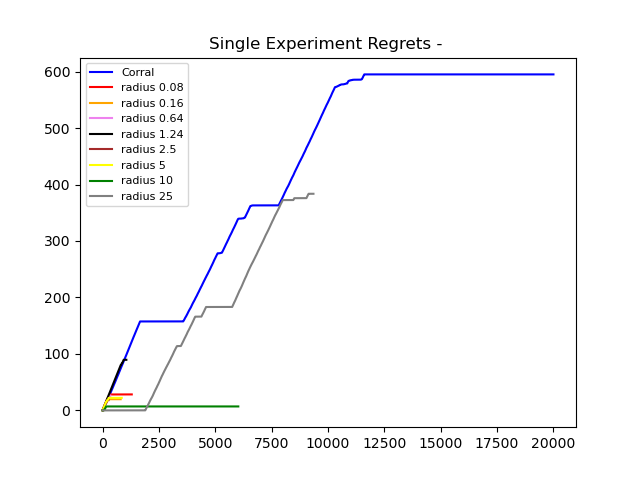 Single Experiment Regrets -
600
500
400
300
200
100
0
Corral
radius 0.08
radius 0.16
radius 0.64
radius 1.24
radius 2.5
radius 5
radius 10
radius 25
0 2500 5000 7500 10000 12500 15000 17500 20000